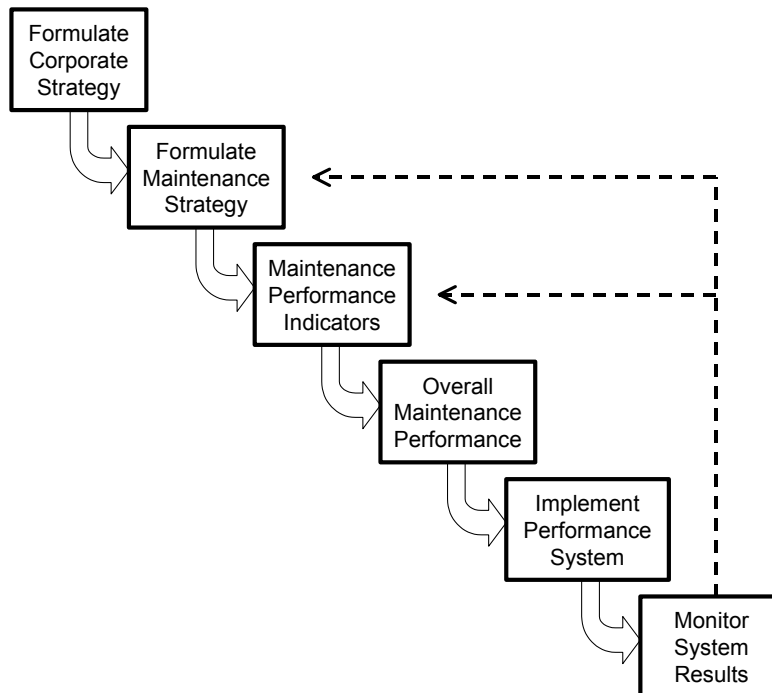 Formulate
Corporate
Strategy
Formulate
Maintenance
Strategy
Maintenance
Performance
Indicators
Overall
Maintenance
Performance
Implement
Performance
System
Monitor
System
Results